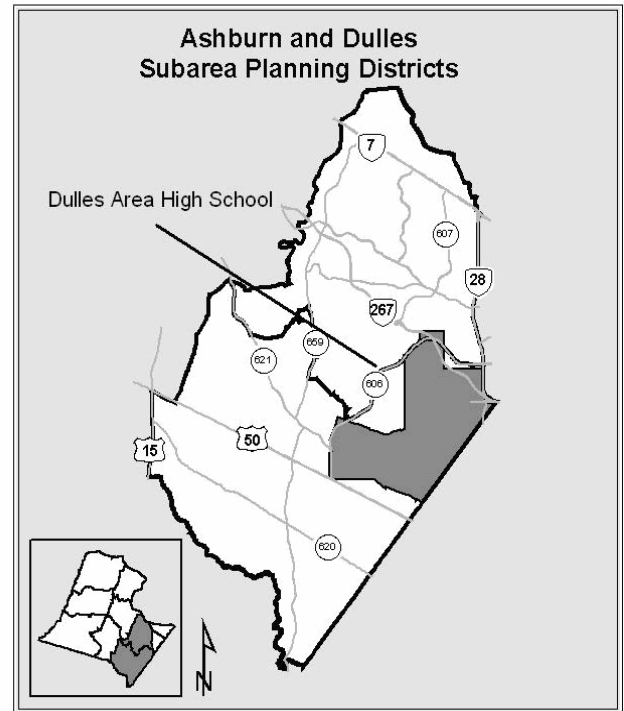 Ashburn and Dulles
Subarea Planning Districts
7
Dulles Area High School
607
28
267
659
621
606
50
15
620
N